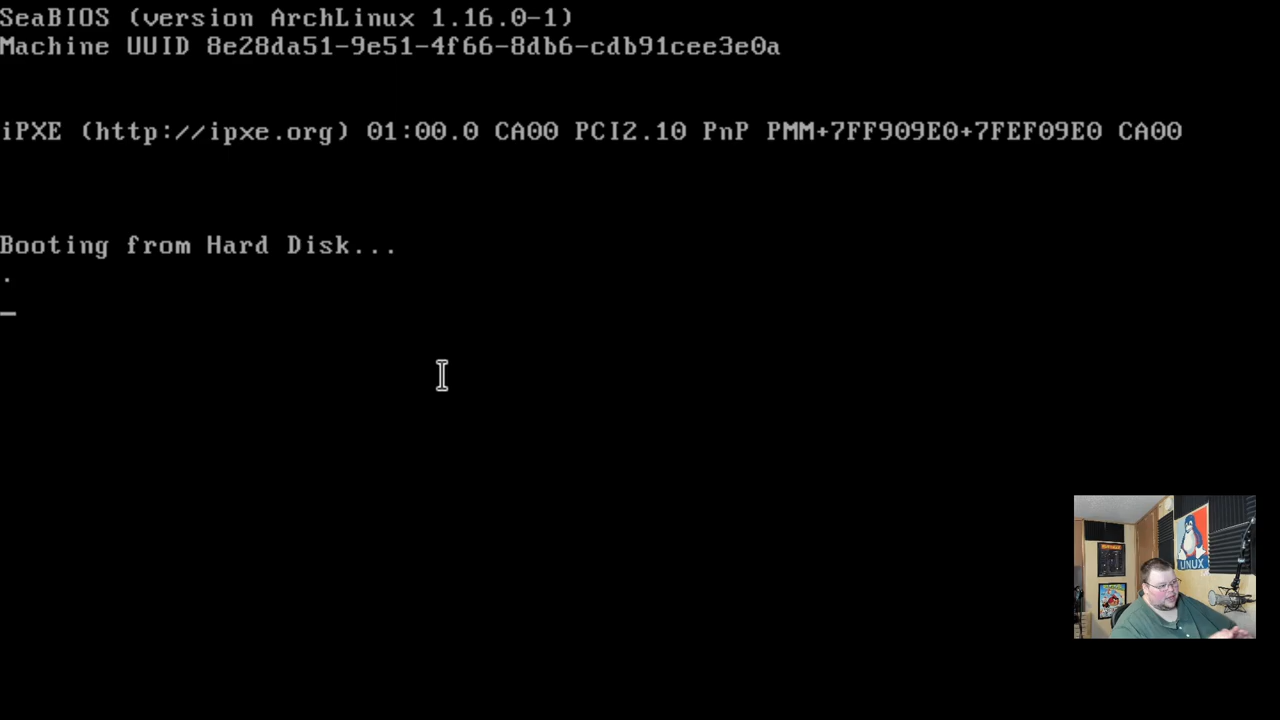 SeaBIOS (version ArchLinux 1.16.0-1)
Machine UUID 8e28da51-9e51-4f66-8db6-cdb91cee3e0a
iPXE (http://ipxe.org) 01:00.0 CA00 PCI2.10 PnP PMM+7FF909E0+7FEF09E0 CA00
Booting from Hard Disk...
.
_
UNUX